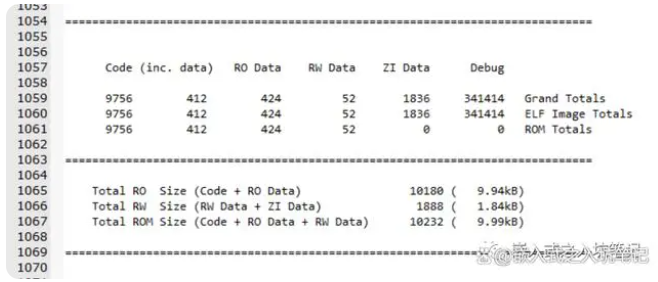 1053
1054 ==============================================================================
1055
1056
1057 Code (inc. data) RO Data RW Data ZI Data Debug
1058
1059 9756 412 424 52 1836 341414 Grand Totals
1060 9756 412 424 52 1836 341414 ELF Image Totals
1061 9756 412 424 52 0 0 ROM Totals
1062
1063 ==============================================================================
1064
1065 Total RO Size (Code + RO Data) 10180 ( 9.94kB)
1066 Total RW Size (RW Data + ZI Data) 1888 ( 1.84kB)
1067 Total ROM Size (Code + RO Data + RW Data) 10232 ( 9.99kB)
1068
1069 ==============================================================================
1070